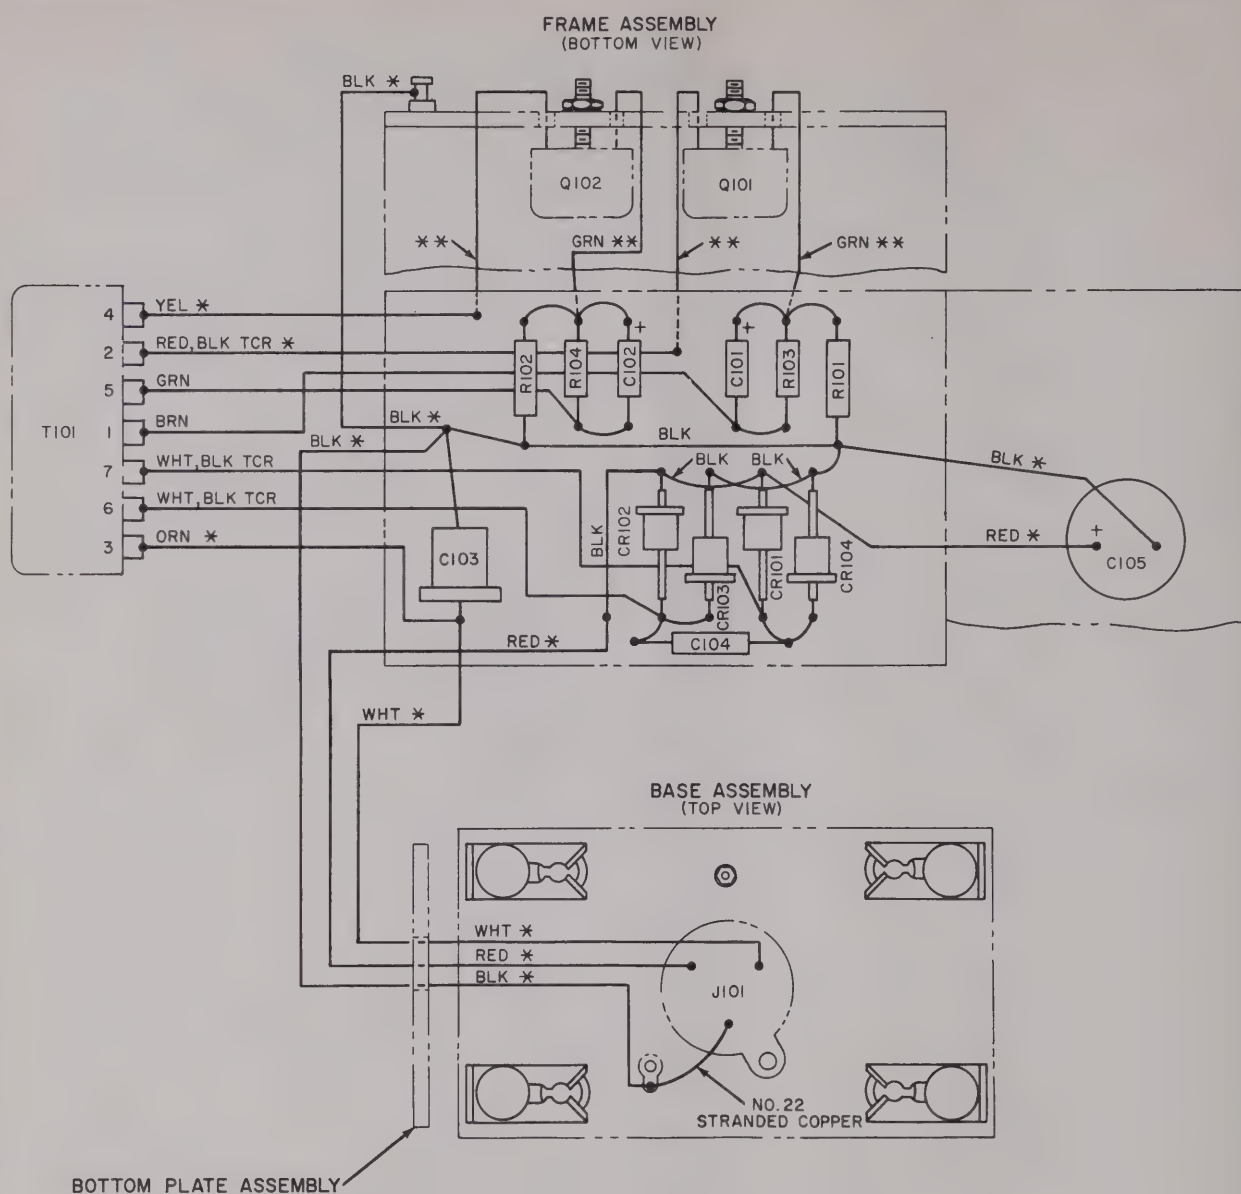 FRAME ASSEMBLY
(BOTTOM VIEW)
BLK *
Q102
Q101
**
GRN **
**
GRN **
4
YEL *
2
RED, BLK TCR *
5
GRN
T101
1
BRN
7
WHT, BLK TCR
6
WHT, BLK TCR
3
ORN *
+
+
R102
R104
C102
C101
R103
R101
BLK *
BLK *
BLK
BLK *
BLK
BLK
BLK
CR102
CR103
CR101
CR104
C103
RED *
+
C105
RED *
C104
WHT *
BASE ASSEMBLY
(TOP VIEW)
WHT *
RED *
BLK *
J101
NO. 22
STRANDED COPPER
BOTTOM PLATE ASSEMBLY